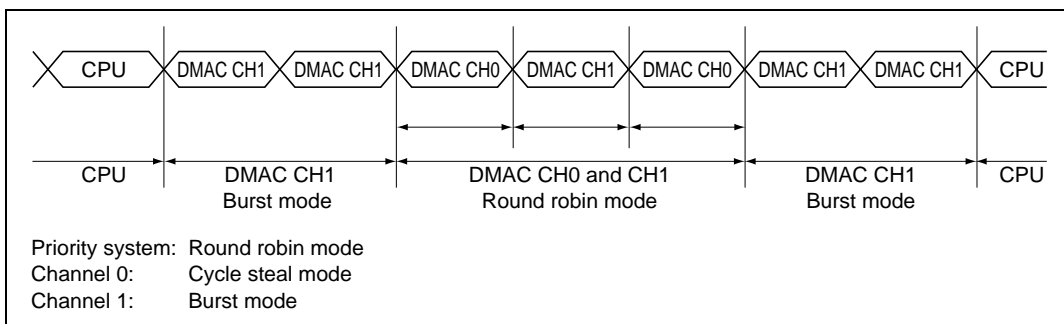 CPU DMAC CH1 DMAC CH1 DMAC CH0 DMAC CH1 DMAC CH0 DMAC CH1 DMAC CH1 CPU
CPU DMAC CH1 DMAC CH0 and CH1 DMAC CH1 CPU
Burst mode Round robin mode Burst mode
Priority system: Round robin mode
Channel 0: Cycle steal mode
Channel 1: Burst mode